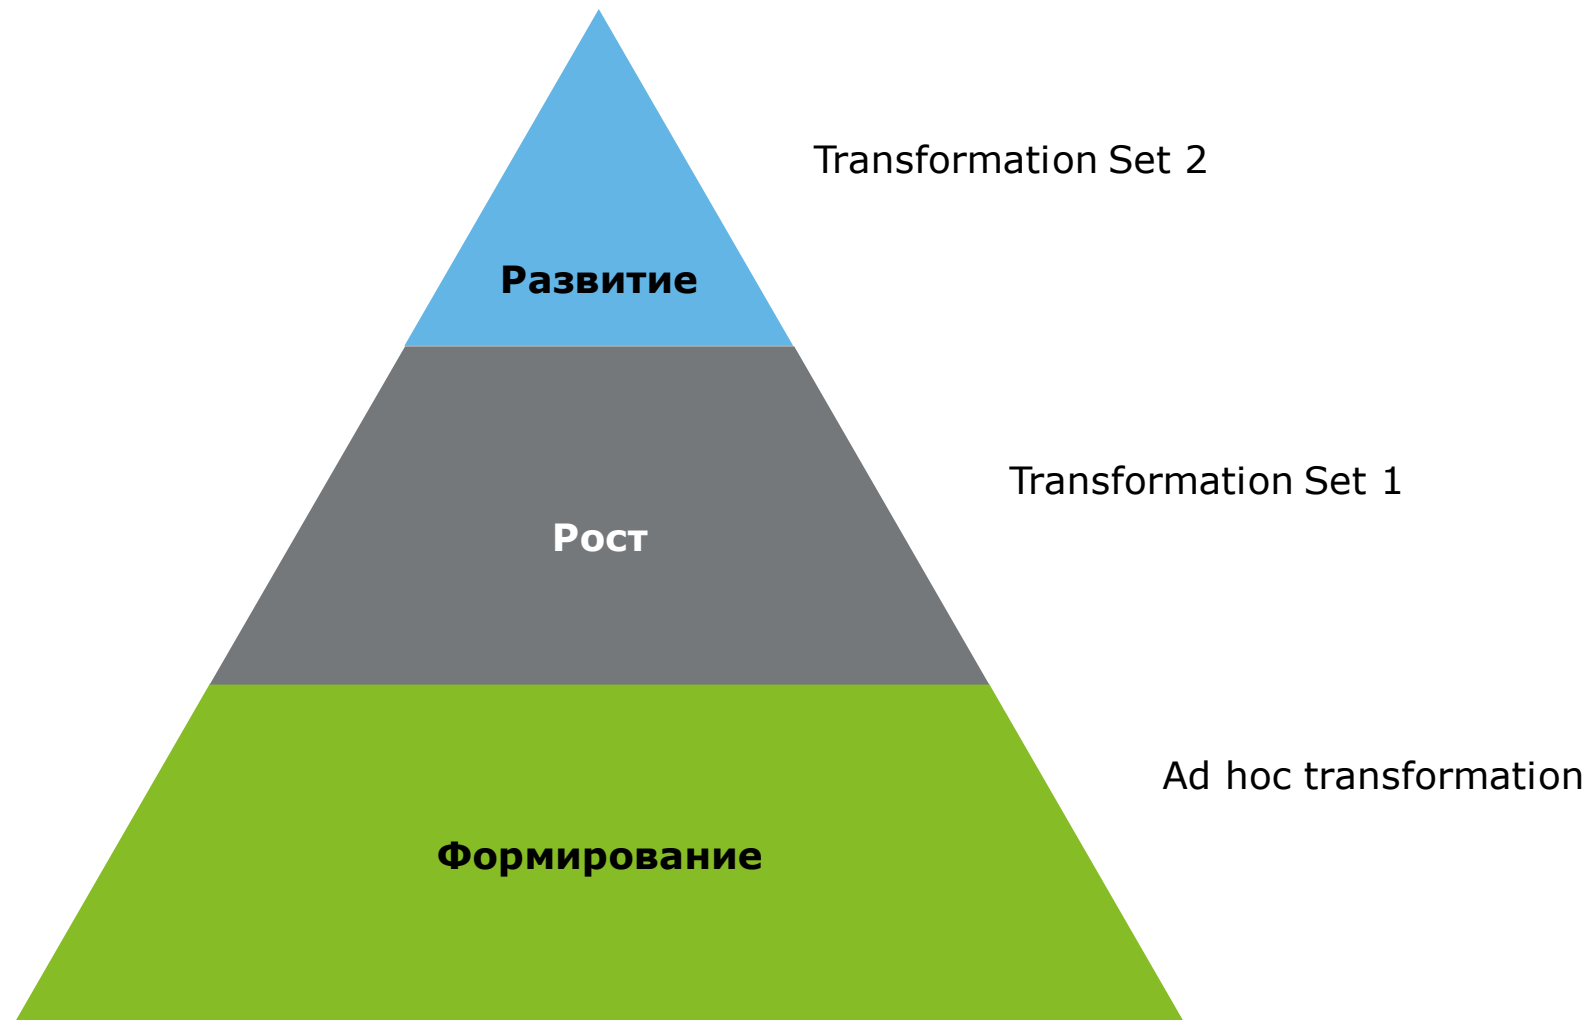 Transformation Set 2
Развитие
Transformation Set 1
Рост
Ad hoc transformation
Формирование